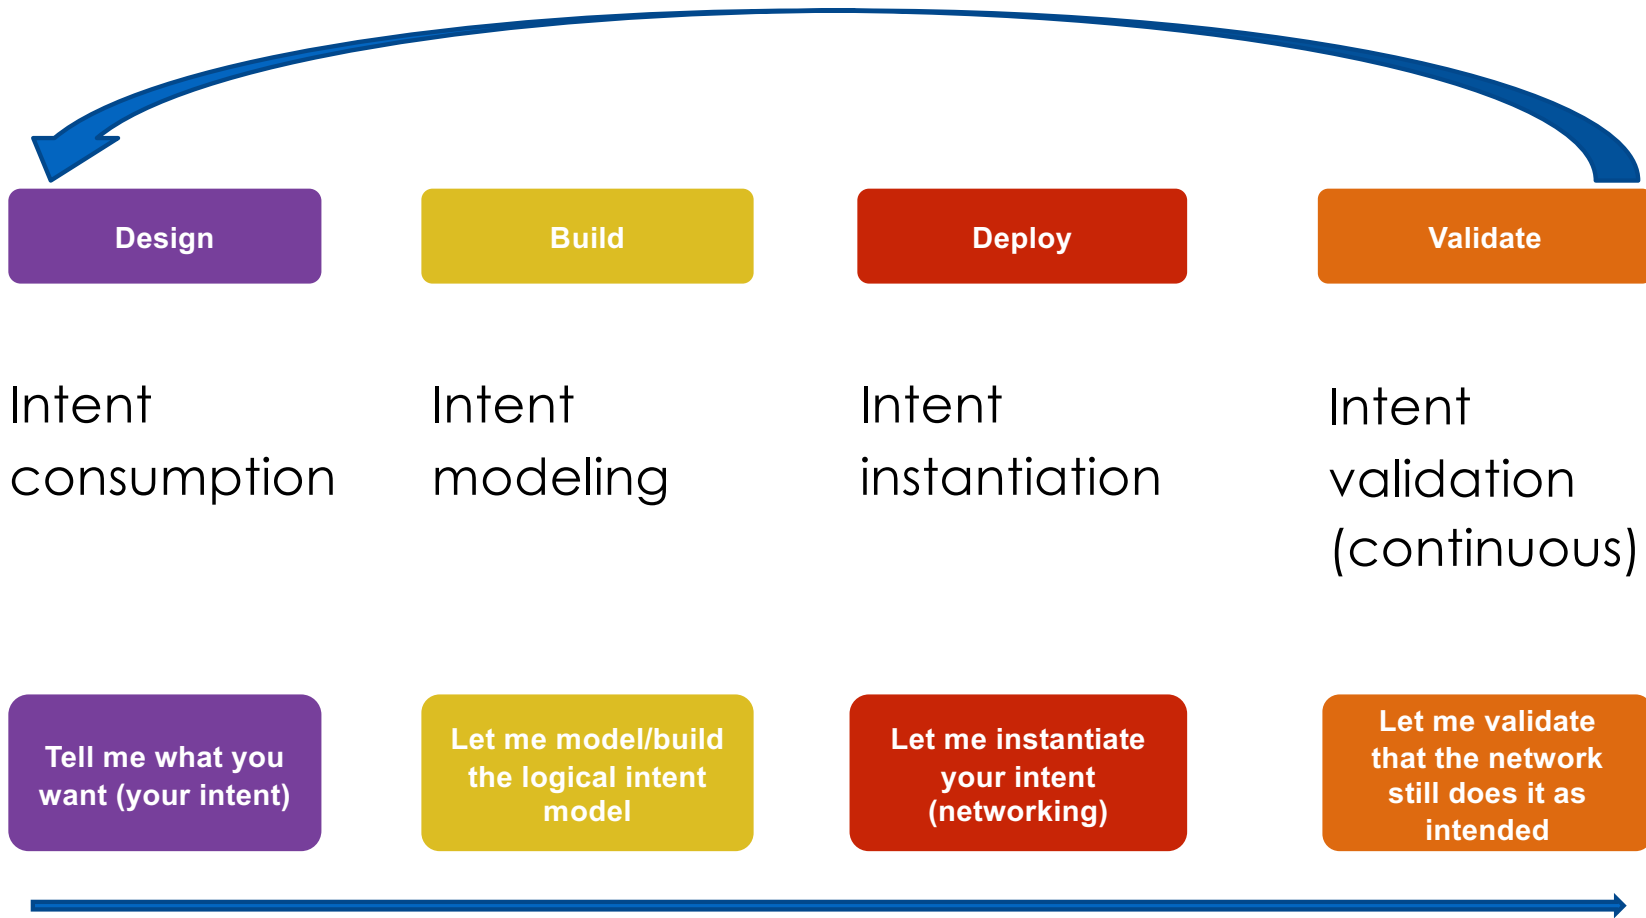 Design
Build
Deploy
Validate
Intent
consumption
Intent
modeling
Intent
instantiation
Intent
validation
(continuous)
Tell me what you
want (your intent)
Let me model/build
the logical intent
model
Let me instantiate
your intent
(networking)
Let me validate
that the network
still does it as
intended